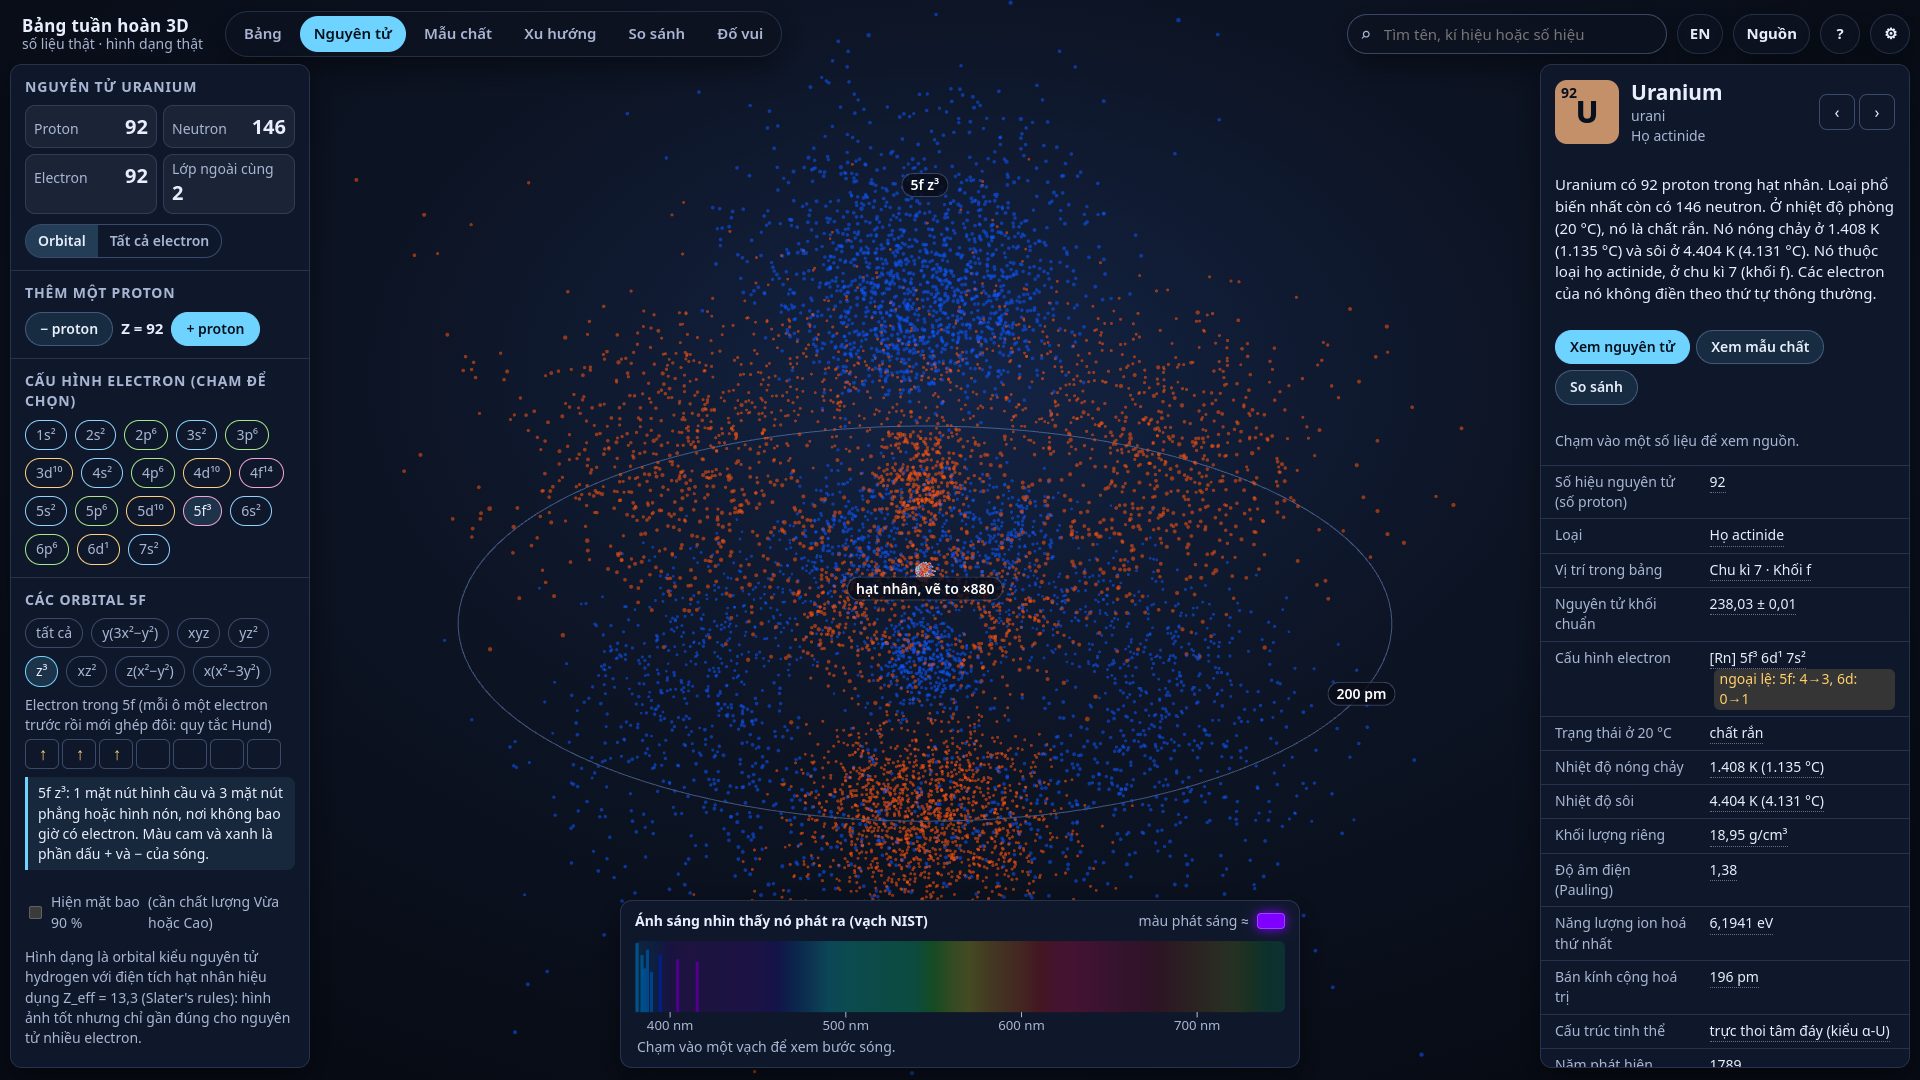 Bảng tuần hoàn 3D
số liệu thật · hình dạng thật
Bảng
Nguyên tử
Mẫu chất
Xu hướng
So sánh
Đố vui
Tìm tên, kí hiệu hoặc số hiệu
EN
Nguồn
?
NGUYÊN TỬ URANIUM
Proton 92
Neutron 146
Electron 92
Lớp ngoài cùng
2
Orbital
Tất cả electron
THÊM MỘT PROTON
− proton
Z = 92
+ proton
CẤU HÌNH ELECTRON (CHẠM ĐỂ
CHỌN)
1s² 2s² 2p⁶ 3s² 3p⁶
3d¹⁰ 4s² 4p⁶ 4d¹⁰ 4f¹⁴
5s² 5p⁶ 5d¹⁰ 5f³ 6s²
6p⁶ 6d¹ 7s²
CÁC ORBITAL 5F
tất cả y(3x²−y²) xyz yz²
z³ xz² z(x²−y²) x(x²−3y²)
Electron trong 5f (mỗi ô một electron
trước rồi mới ghép đôi: quy tắc Hund)
↑ ↑ ↑
5f z³: 1 mặt nút hình cầu và 3 mặt nút
phẳng hoặc hình nón, nơi không bao
giờ có electron. Màu cam và xanh là
phần dấu + và − của sóng.
Hiện mặt bao
90 %
(cần chất lượng Vừa
hoặc Cao)
Hình dạng là orbital kiểu nguyên tử
hydrogen với điện tích hạt nhân hiệu
dụng Z_eff = 13,3 (Slater's rules): hình
ảnh tốt nhưng chỉ gần đúng cho nguyên
tử nhiều electron.
5f z³
hạt nhân, vẽ to ×880
200 pm
Ánh sáng nhìn thấy nó phát ra (vạch NIST)
màu phát sáng ≈
400 nm
500 nm
600 nm
700 nm
Chạm vào một vạch để xem bước sóng.
92
U
Uranium
urani
Họ actinide
‹ ›
Uranium có 92 proton trong hạt nhân. Loại phổ
biến nhất còn có 146 neutron. Ở nhiệt độ phòng
(20 °C), nó là chất rắn. Nó nóng chảy ở 1.408 K
(1.135 °C) và sôi ở 4.404 K (4.131 °C). Nó thuộc
loại họ actinide, ở chu kì 7 (khối f). Các electron
của nó không điền theo thứ tự thông thường.
Xem nguyên tử
Xem mẫu chất
So sánh
Chạm vào một số liệu để xem nguồn.
Số hiệu nguyên tử
(số proton)
92
Loại
Họ actinide
Vị trí trong bảng
Chu kì 7 · Khối f
Nguyên tử khối
chuẩn
238,03 ± 0,01
Cấu hình electron
[Rn] 5f³ 6d¹ 7s²
ngoại lệ: 5f: 4→3, 6d:
0→1
Trạng thái ở 20 °C
chất rắn
Nhiệt độ nóng chảy
1.408 K (1.135 °C)
Nhiệt độ sôi
4.404 K (4.131 °C)
Khối lượng riêng
18,95 g/cm³
Độ âm điện
(Pauling)
1,38
Năng lượng ion hoá
thứ nhất
6,1941 eV
Bán kính cộng hoá
trị
196 pm
Cấu trúc tinh thể
trực thoi tâm đáy (kiểu α-U)
Năm phát hiện
1789